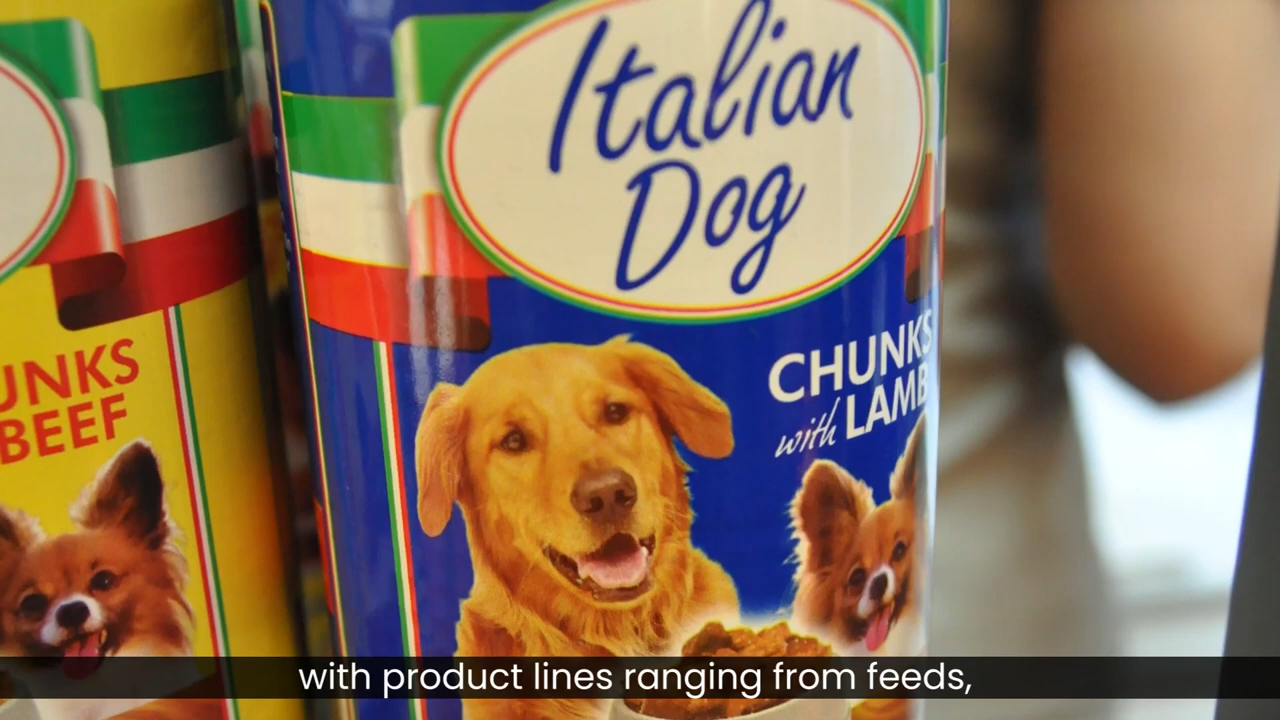 Italian
Dog
CHUNKS
with LAMB
UNKS
BEEF
with product lines ranging from feeds,